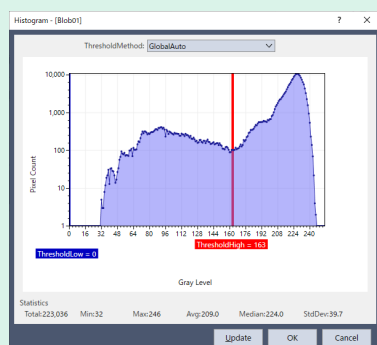 Histogram - [Blob01] ? ×
ThresholdMethod: GlobalAuto
10,000
1,000
100
10
1
Pixel Count
0 16 32 48 64 80 96 112 128 144 160 176 192 208 224 240
ThresholdLow = 0
ThresholdHigh = 163
Gray Level
Statistics
Total:223,036 Min:32 Max:246 Avg:209.0 Median:224.0 StdDev:39.7
Update OK Cancel